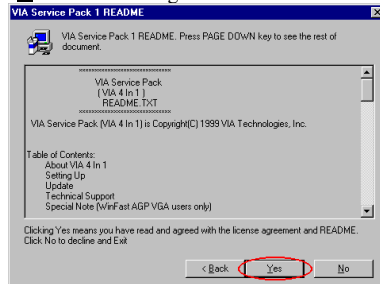 VIA Service Pack 1 README
VIA Service Pack 1 README. Press PAGE DOWN key to see the rest of
document.
VIA Service Pack
( VIA 4 In 1 )
README.TXT
VIA Service Pack (VIA 4 In 1) is Copyright(C) 1999 VIA Technologies, Inc.
Table of Contents:
About VIA 4 In 1
Setting Up
Update
Technical Support
Special Note (WinFast AGP VGA users only)
Clicking Yes means you have read and agreed with the license agreement and README.
Click No to decline and Exit
< Back
Yes
No